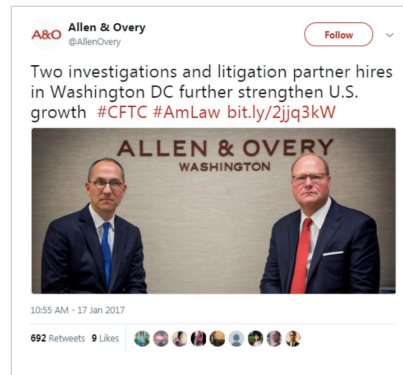 A&O
Allen & Overy
@AllenOvery
Follow
Two investigations and litigation partner hires
in Washington DC further strengthen U.S.
growth #CFTC #AmLaw bit.ly/2jjq3kW
ALLEN & OVERY
WASHINGTON
10:55 AM - 17 Jan 2017
692 Retweets 9 Likes